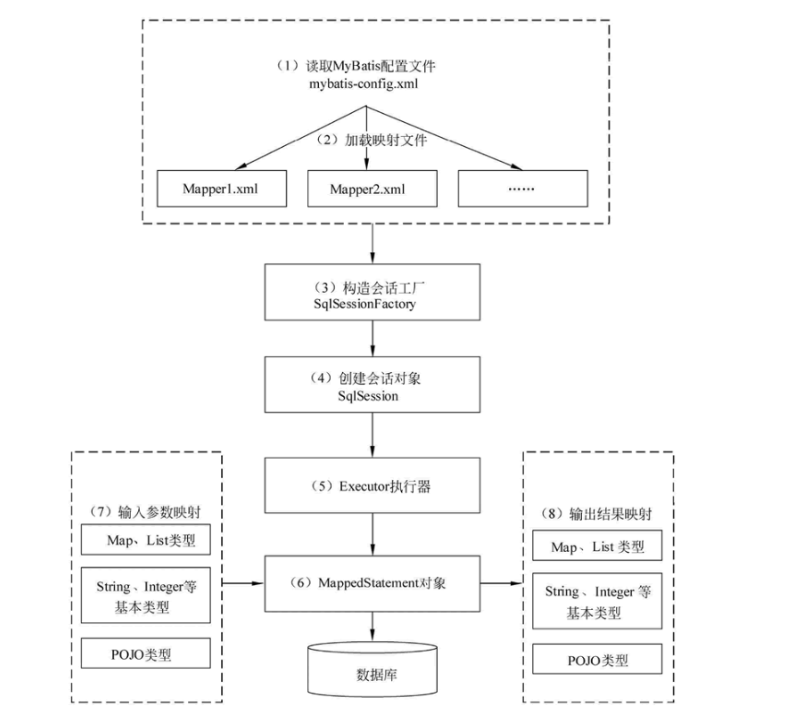 （1）读取MyBatis配置文件
mybatis-config.xml
（2）加载映射文件
Mapper1.xml
Mapper2.xml
……
（3）构造会话工厂
SqlSessionFactory
（4）创建会话对象
SqlSession
（5）Executor执行器
（7）输入参数映射
Map、List类型
String、Integer等
基本类型
POJO类型
（6）MappedStatement对象
（8）输出结果映射
Map、List 类型
String、Integer 等
基本类型
POJO类型
数据库